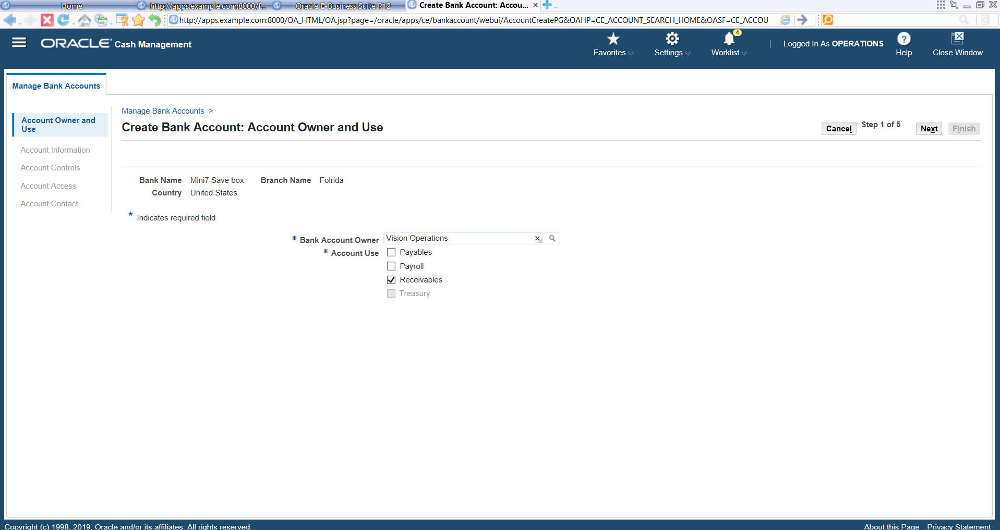 Home
http://apps.example.com:8000/f...
Oracle E-Business Suite R12
Create Bank Account: Accou...
http://apps.example.com:8000/OA_HTML/OA.jsp?page=/oracle/apps/ce/bankaccount/webui/AccountCreatePG&OAHP=CE_ACCOUNT_SEARCH_HOME&OASF=CE_ACCOU
ORACLE Cash Management
Favorites
Settings
4
Worklist
Logged In As OPERATIONS
?
Help
Close Window
Manage Bank Accounts
Account Owner and
Use
Account Information
Account Controls
Account Access
Account Contact
Manage Bank Accounts >
Create Bank Account: Account Owner and Use
Cancel
Step 1 of 5
Next
Finish
Bank Name Mini7 Save box Branch Name Folrida
Country United States
* Indicates required field
* Bank Account Owner Vision Operations
* Account Use Payables
Payroll
Receivables
Treasury
Copyright (c) 1998, 2019, Oracle and/or its affiliates. All rights reserved.
About this Page Privacy Statement